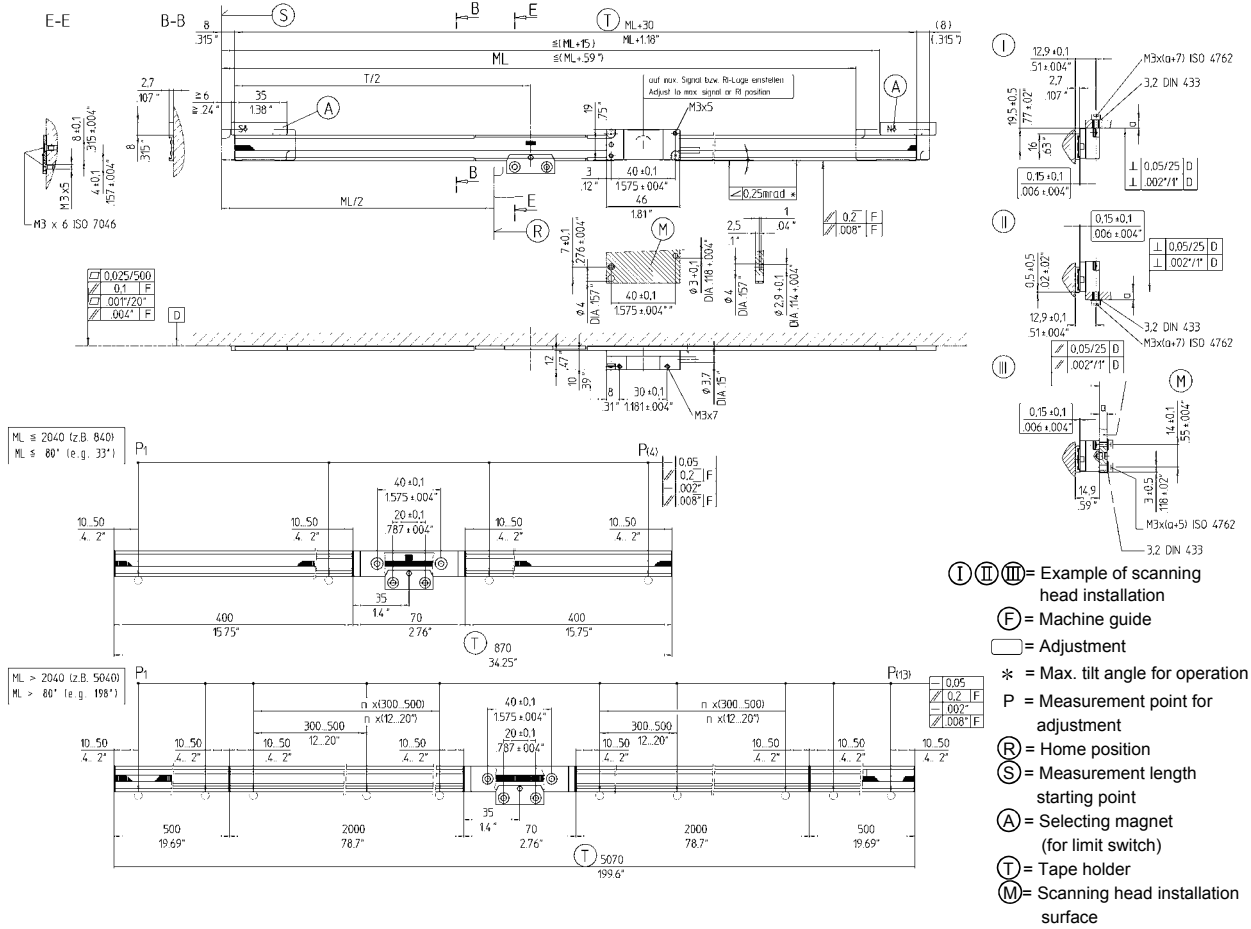 E-E
B-B
8
.315"
S
B
E
T
ML+30
ML+1.18"
(8)
(.315")
≤(ML+15)
≤(ML+.59")
ML
T/2
2,7
.107"
≥ 6
≥ .24"
35
1.38"
A
19
.75"
auf max. Signal bzw. RI-Lage einstellen
Adjust to max. signal or RI position
M3x5
A
8 ±0,1
.315 ±.004"
4 ±0,1
.157 ±.004"
M3x5
8
.315"
S
N
M3 x 6 ISO 7046
B
E
3
.12"
40 ±0,1
1.575 ±.004"
46
1.81"
0,25mrad *
0,2 F
.008" F
ML/2
R
7 ±0,1
.276 ±.004"
M
2,5
.1"
1
.04"
ø 4
DIA .157"
40 ±0,1
1.575 ±.004"
ø 3 +0,1
DIA .118 +.004"
ø 4
DIA .157"
ø 2.9 +0,1
DIA .114 +.004"
0,025/500
0,1 F
.001"/20"
.004" F
D
12
.47"
10
.39"
8
.31"
30 ±0,1
1.181 ±.004"
ø 3,7
DIA .15"
M3x7
I
12,9 ±0,1
.51 ±.004"
2,7
.107"
M3x(a+7) ISO 4762
3,2 DIN 433
19,5 ±0,5
.77 ±.02"
16
.63"
a
0,15 ±0,1
.006 ±.004"
⊥ 0,05/25 D
⊥ .002"/1" D
II
0,15 ±0,1
.006 ±.004"
⊥ 0,05/25 D
⊥ .002"/1" D
0,5 ±0,5
.02 ±.02"
a
12,9 ±0,1
.51 ±.004"
3,2 DIN 433
M3x(a+7) ISO 4762
III
0,05/25 D
.002"/1" D
M
a
0,15 ±0,1
.006 ±.004"
14 ±0,1
.55 ±.004"
14,9
.59"
3 ±0,5
.118 ±.02"
M3x(a+5) ISO 4762
3,2 DIN 433
ML ≤ 2040 (z.B. 840)
ML ≤ 80" (e.g. 33")
P1
P(4)
0,05
0,2 F
.002"
.008" F
40 ±0,1
1.575 ±.004"
20 ±0,1
.787 ±.004"
10...50
.4... 2"
10...50
.4... 2"
10...50
.4... 2"
10...50
.4... 2"
35
1.4"
400
15.75"
70
2.76"
400
15.75"
T 870
34.25"
ML > 2040 (z.B. 5040)
ML > 80" (e.g. 198")
P1
P(13)
0,05
0,2 F
.002"
.008" F
n x(300...500)
n x(12...20")
40 ±0,1
1.575 ±.004"
n x(300...500)
n x(12...20")
300...500
12...20"
20 ±0,1
.787 ±.004"
300...500
12...20"
10...50
.4... 2"
10...50
.4... 2"
10...50
.4... 2"
10...50
.4... 2"
10...50
.4... 2"
10...50
.4... 2"
10...50
.4... 2"
10...50
.4... 2"
35
1.4"
500
19.69"
2000
78.7"
70
2.76"
2000
78.7"
500
19.69"
T 5070
199.6"
I II III = Example of scanning
head installation
F = Machine guide
= Adjustment
* = Max. tilt angle for operation
P = Measurement point for
adjustment
R = Home position
S = Measurement length
starting point
A = Selecting magnet
(for limit switch)
T = Tape holder
M = Scanning head installation
surface